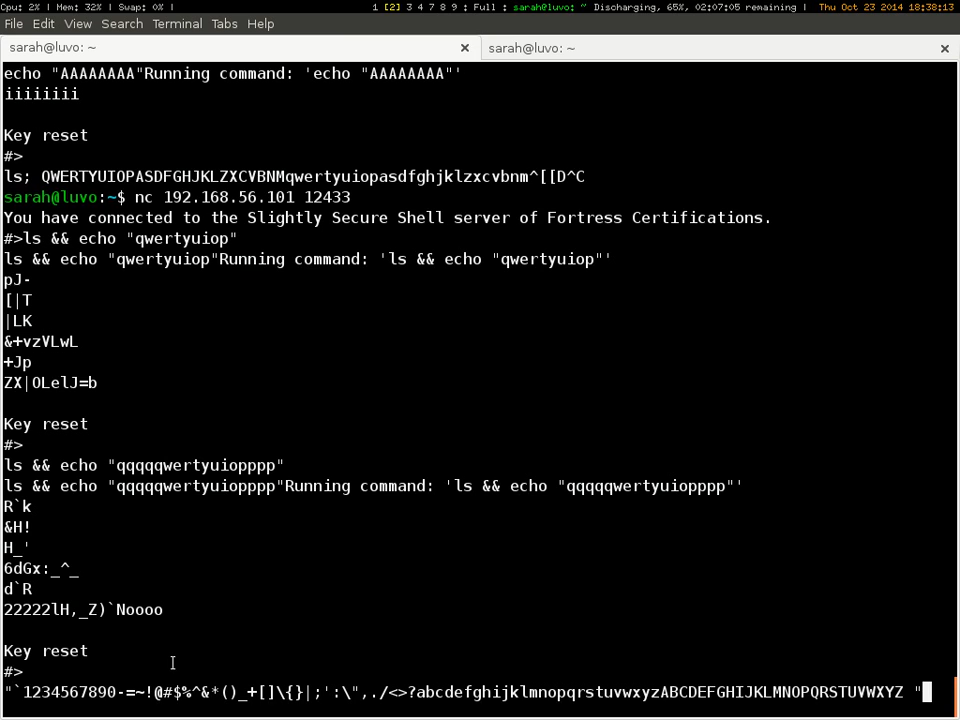 Cpu: 2% | Mem: 32% | Swap: 0% | 1 [2] 3 4 7 8 9 : Full : sarah@luvo: ~ Discharging, 65%, 02:07:05 remaining | Thu Oct 23 2014 18:38:13
File Edit View Search Terminal Tabs Help
sarah@luvo: ~ × sarah@luvo: ~ ×
echo "AAAAAAAA"Running command: 'echo "AAAAAAAA"'
iiiiiiii
Key reset
#>
ls; QWERTYUIOPASDFGHJKLZXCVBNMqwertyuiopasdfghjklzxcvbnm^[[D^C
sarah@luvo:~$ nc 192.168.56.101 12433
You have connected to the Slightly Secure Shell server of Fortress Certifications.
#>ls && echo "qwertyuiop"
ls && echo "qwertyuiop"Running command: 'ls && echo "qwertyuiop"'
pJ-
[|T
|LK
&+vzVLwL
+Jp
ZX|OLelJ=b
Key reset
#>
ls && echo "qqqqqwertyuiopppp"
ls && echo "qqqqqwertyuiopppp"Running command: 'ls && echo "qqqqqwertyuiopppp"'
R`k
&H!
H_'
6dGx:_^_
d`R
22222lH,_Z)`Noooo
Key reset
#>
"`1234567890-=~!@#$%^&*()_+[]\{}|;':\",./<>?abcdefghijklmnopqrstuvwxyzABCDEFGHIJKLMNOPQRSTUVWXYZ "